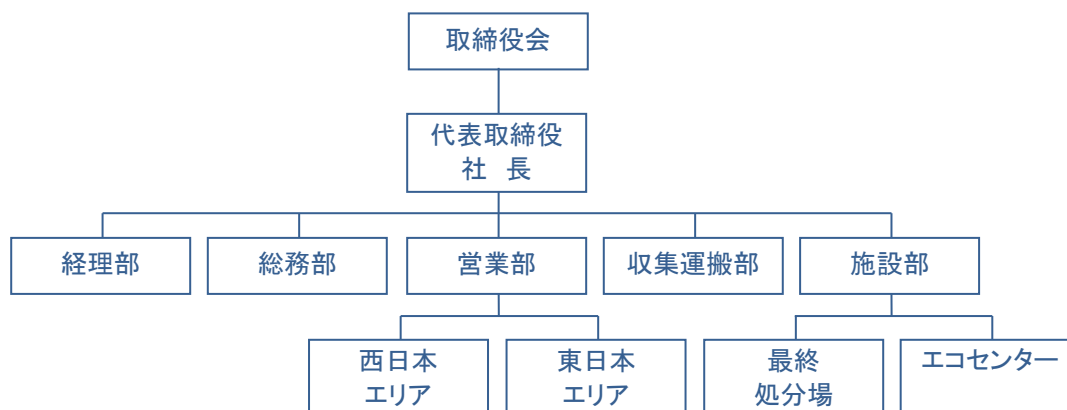 取締役会
代表取締役
社　長
経理部
総務部
営業部
収集運搬部
施設部
西日本
エリア
東日本
エリア
最終
処分場
エコセンター